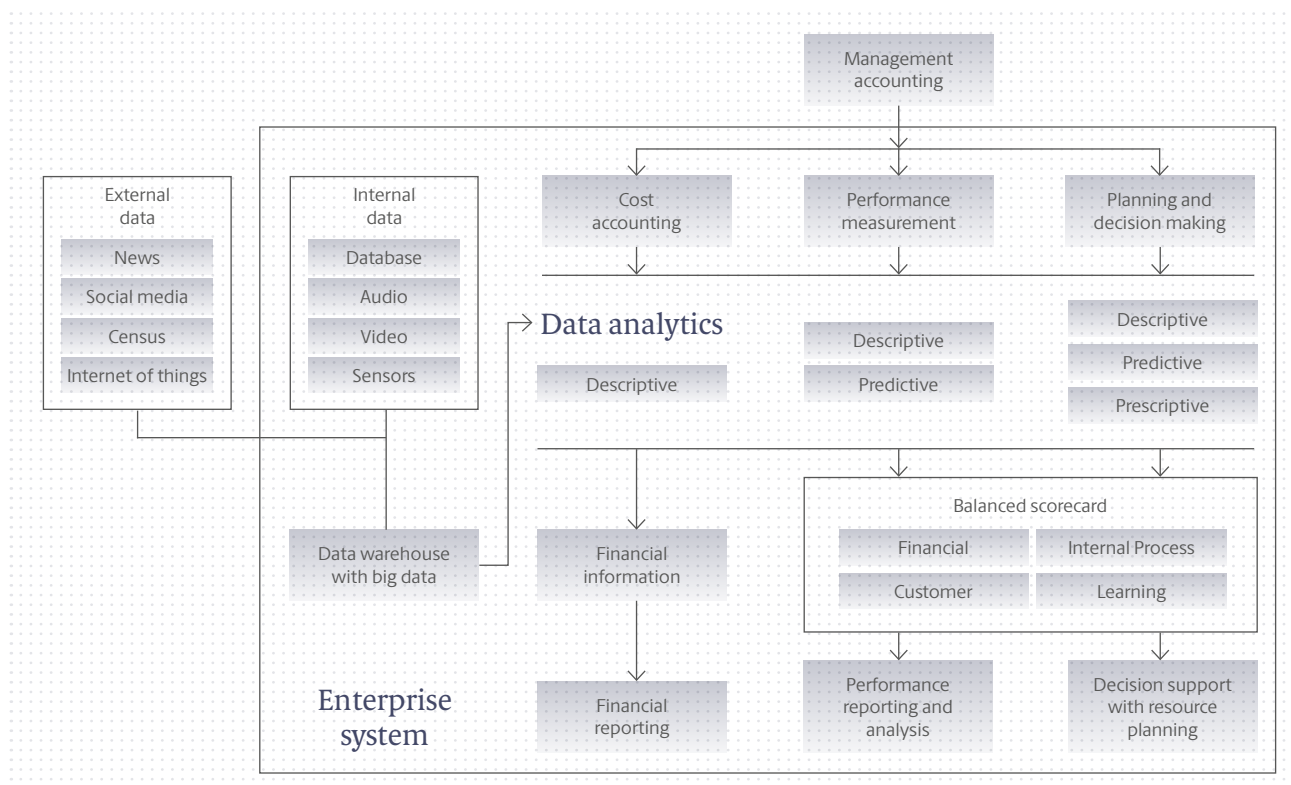 Management
accounting
External
data
News
Social media
Census
Internet of things
Internal
data
Database
Audio
Video
Sensors
Cost
accounting
Performance
measurement
Planning and
decision making
Data analytics
Descriptive
Descriptive
Predictive
Descriptive
Predictive
Prescriptive
Data warehouse
with big data
Financial
information
Balanced scorecard
Financial
Internal Process
Customer
Learning
Enterprise
system
Financial
reporting
Performance
reporting and
analysis
Decision support
with resource
planning